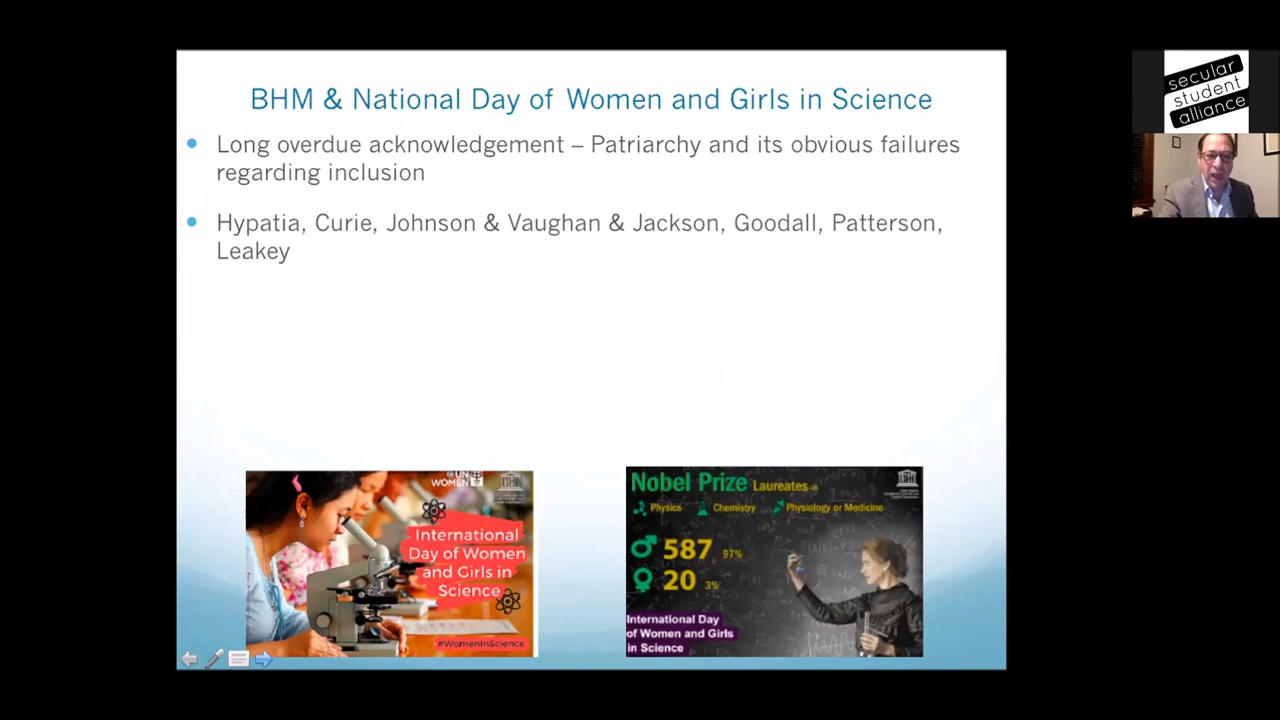 BHM & National Day of Women and Girls in Science
Long overdue acknowledgement – Patriarchy and its obvious failures
regarding inclusion
Hypatia, Curie, Johnson & Vaughan & Jackson, Goodall, Patterson,
Leakey
UN
WOMEN
International
Day of Women
and Girls in
Science
#WomenInScience
Nobel Prize Laureates in
Physics Chemistry Physiology or Medicine
587 97%
20 3%
International Day
of Women and Girls
in Science
secular
student
alliance